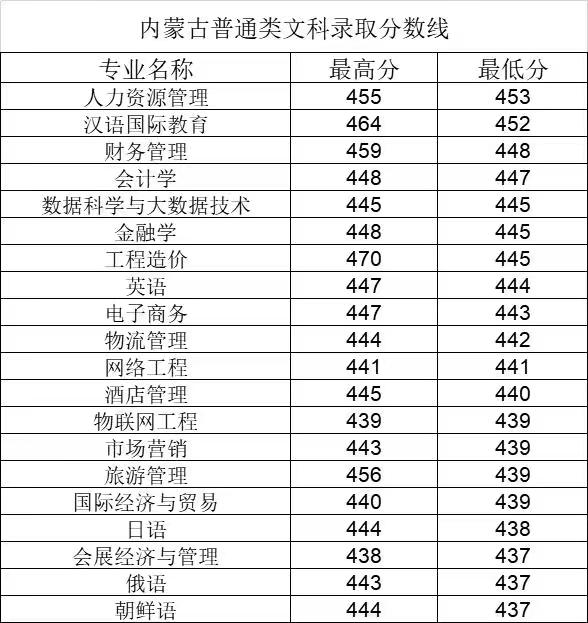 内蒙古普通类文科录取分数线
专业名称 最高分 最低分
人力资源管理 455 453
汉语国际教育 464 452
财务管理 459 448
会计学 448 447
数据科学与大数据技术 445 445
金融学 448 445
工程造价 470 445
英语 447 444
电子商务 447 443
物流管理 444 442
网络工程 441 441
酒店管理 445 440
物联网工程 439 439
市场营销 443 439
旅游管理 456 439
国际经济与贸易 440 439
日语 444 438
会展经济与管理 438 437
俄语 443 437
朝鲜语 444 437